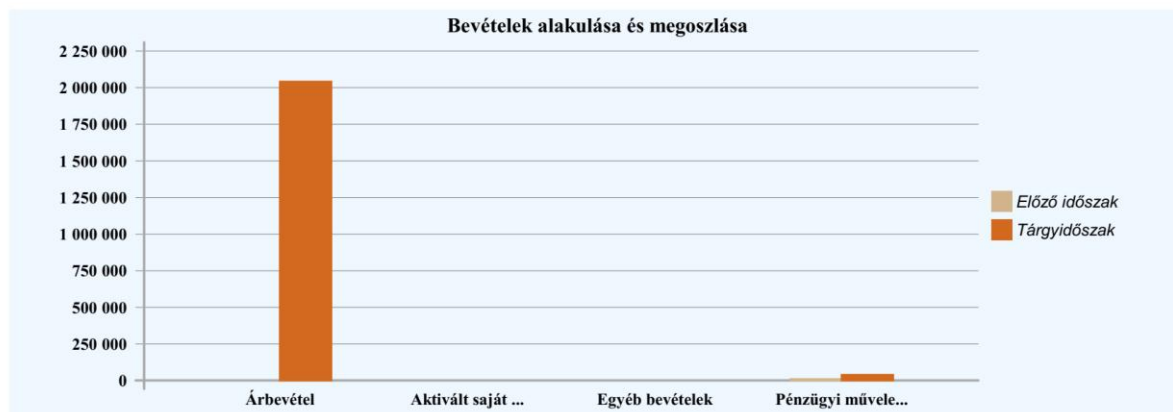 Bevételek alakulása és megoszlása
2 250 000
2 000 000
1 750 000
1 500 000
1 250 000
1 000 000
750 000
500 000
250 000
0
Árbevétel
Aktivált saját ...
Egyéb bevételek
Pénzügyi művele...
Előző időszak
Tárgyidőszak